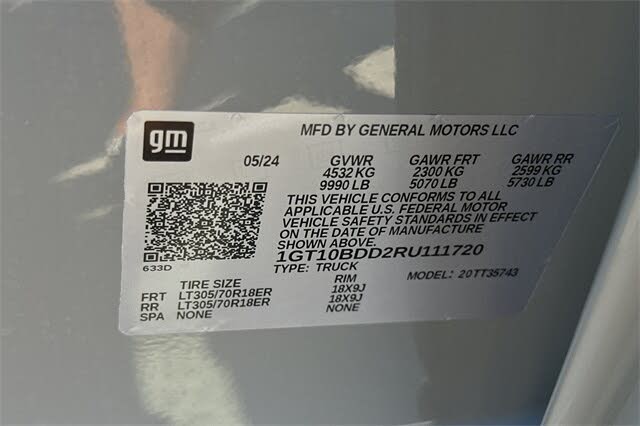 gm
MFD BY GENERAL MOTORS LLC
05/24 GVWR GAWR FRT GAWR RR
4532 KG 2300 KG 2599 KG
9990 LB 5070 LB 5730 LB
THIS VEHICLE CONFORMS TO ALL
APPLICABLE U.S. FEDERAL MOTOR
VEHICLE SAFETY STANDARDS IN EFFECT
ON THE DATE OF MANUFACTURE
SHOWN ABOVE.
1GT10BDD2RU111720
633D
TYPE: TRUCK MODEL: 20TT35743
TIRE SIZE RIM
FRT LT305/70R18ER 18X9J
RR LT305/70R18ER 18X9J
SPA NONE NONE